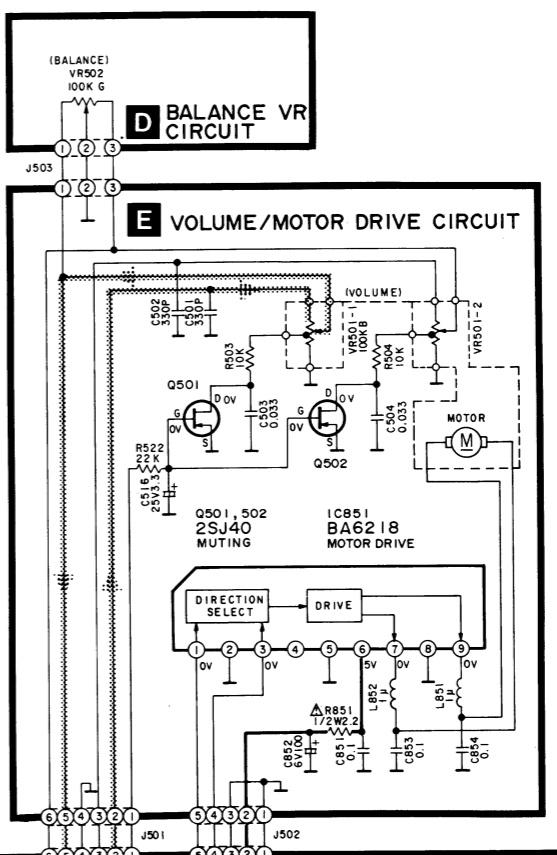 (BALANCE)
VR502
100K G
D BALANCE VR
CIRCUIT
1 2 3
J503
1 2 3
E VOLUME/MOTOR DRIVE CIRCUIT
(VOLUME)
C502
330P
C501
330P
VR501-1
100KB
VR501-2
R503
10K
R504
10K
Q501
D 0V
G
0V
S
C503
0.033
D 0V
G
0V
S
C504
0.033
Q502
MOTOR
M
R522
22K
C516
25V3.3
Q501,502
2SJ40
MUTING
IC851
BA6218
MOTOR DRIVE
DIRECTION
SELECT
DRIVE
1 2 3 4 5 6 7 8 9
0V 0V 5V 0V 0V
L852
1μ
L851
1μ
R851
1/2W2.2
C852
6V100
C851
0.1
C853
0.1
C854
0.1
6 5 4 3 2 1
J501
5 4 3 2 1
J502